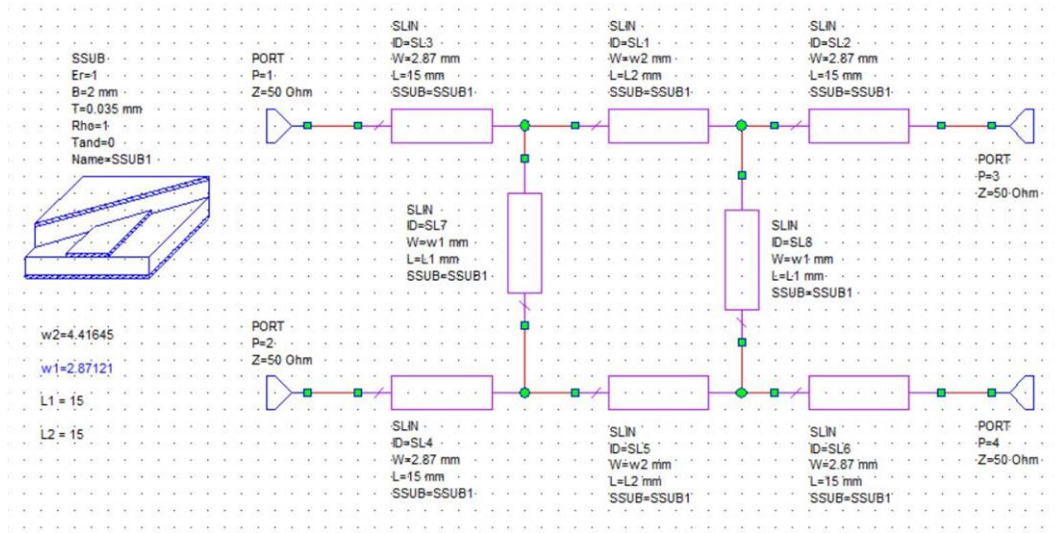 SSUB
Er=1
B=2 mm
T=0.035 mm
Rho=1
Tand=0
Name=SSUB1
PORT
P=1
Z=50 Ohm
SLIN
ID=SL3
W=2.87 mm
L=15 mm
SSUB=SSUB1
SLIN
ID=SL1
W=w2 mm
L=L2 mm
SSUB=SSUB1
SLIN
ID=SL2
W=2.87 mm
L=15 mm
SSUB=SSUB1
PORT
P=3
Z=50 Ohm
SLIN
ID=SL7
W=w1 mm
L=L1 mm
SSUB=SSUB1
SLIN
ID=SL8
W=w1 mm
L=L1 mm
SSUB=SSUB1
w2=4.41645
w1=2.87121
L1 = 15
L2 = 15
PORT
P=2
Z=50 Ohm
SLIN
ID=SL4
W=2.87 mm
L=15 mm
SSUB=SSUB1
SLIN
ID=SL5
W=w2 mm
L=L2 mm
SSUB=SSUB1
SLIN
ID=SL6
W=2.87 mm
L=15 mm
SSUB=SSUB1
PORT
P=4
Z=50 Ohm